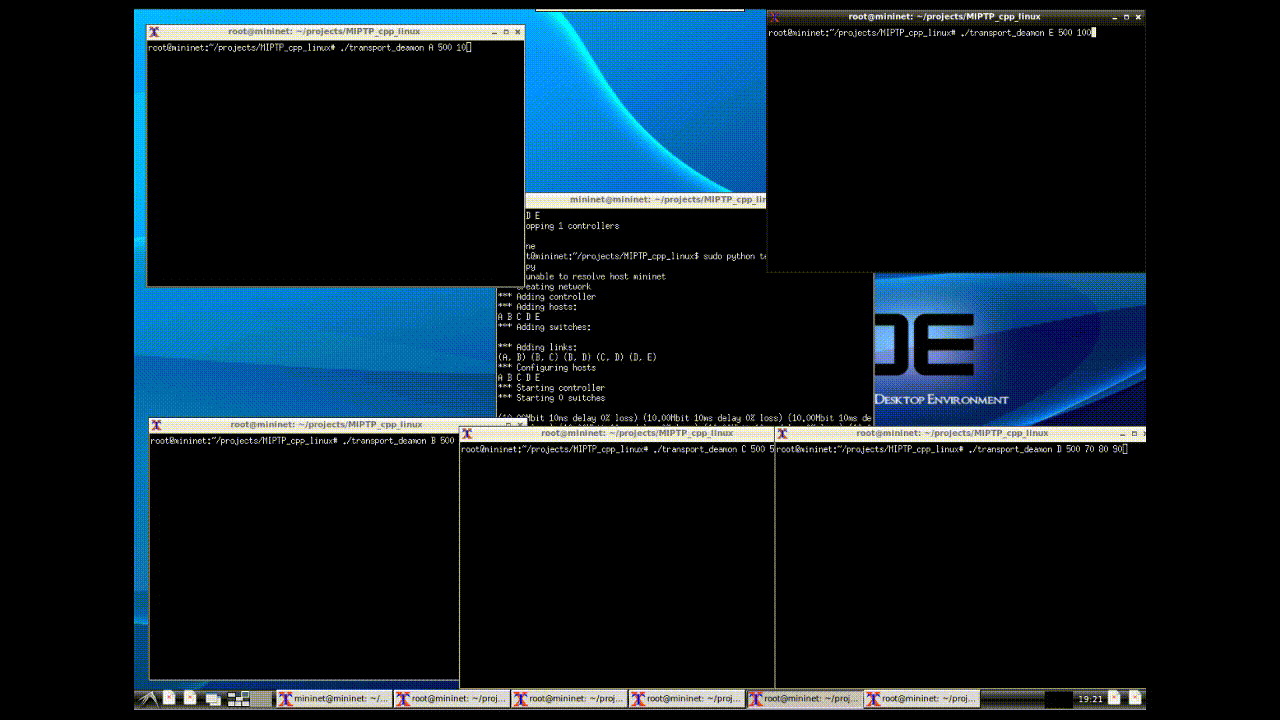 root@mininet: ~/projects/MIPTP_cpp_linux
root@mininet:~/projects/MIPTP_cpp_linux# ./transport_deamon A 500 10
root@mininet: ~/projects/MIPTP_cpp_linux
root@mininet:~/projects/MIPTP_cpp_linux# ./transport_deamon E 500 100
mininet@mininet: ~/projects/MIPTP_cpp_lin
D E
opping 1 controllers
ne
t@mininet:~/projects/MIPTP_cpp_linux$ sudo python te
py
unable to resolve host mininet
eating network
*** Adding controller
*** Adding hosts:
A B C D E
*** Adding switches:
*** Adding links:
(A, B) (B, C) (B, D) (C, D) (D, E)
*** Configuring hosts
A B C D E
*** Starting controller
*** Starting 0 switches
(10.00Mbit 10ms delay 0% loss) (10.00Mbit 10ms delay 0% loss) (10.00Mbit 10ms de
DE
DESKTOP ENVIRONMENT
root@mininet: ~/projects/MIPTP_cpp_linux
root@mininet:~/projects/MIPTP_cpp_linux# ./transport_deamon B 500
root@mininet: ~/projects/MIPTP_cpp_linux
root@mininet:~/projects/MIPTP_cpp_linux# ./transport_deamon C 500 5
root@mininet: ~/projects/MIPTP_cpp_linux
root@mininet:~/projects/MIPTP_cpp_linux# ./transport_deamon D 500 70 80 90
mininet@mininet: ~/...
root@mininet: ~/proj...
root@mininet: ~/proj...
root@mininet: ~/proj...
root@mininet: ~/proj...
root@mininet: ~/proj...
19:21